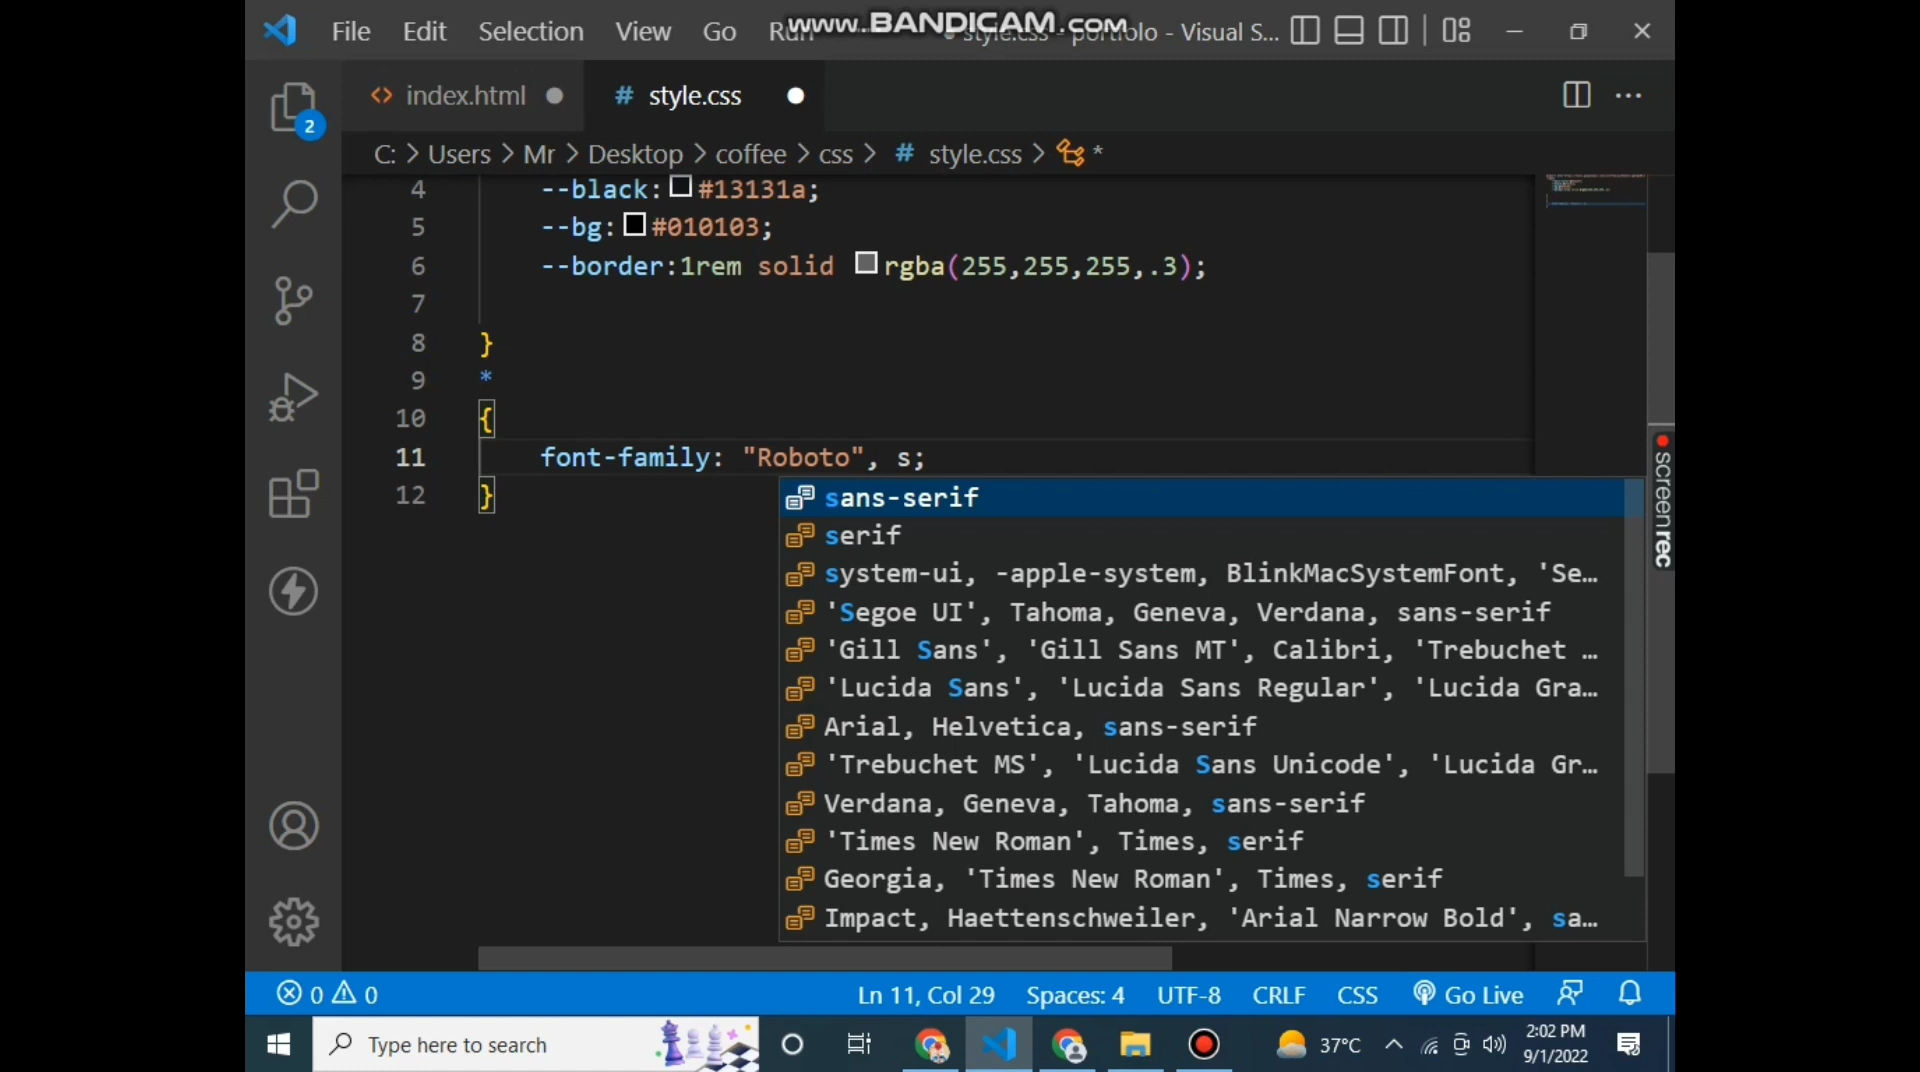 File Edit Selection View Go Run style.css - portfiolo - Visual S...
www.BANDICAM.com
index.html
# style.css
2
C: > Users > Mr > Desktop > coffee > css > # style.css > *
4 --black: #13131a;
5 --bg: #010103;
6 --border:1rem solid rgba(255,255,255,.3);
7
8 }
9 *
10 {
11 font-family: "Roboto", s;
12 }
sans-serif
serif
system-ui, -apple-system, BlinkMacSystemFont, 'Se...
'Segoe UI', Tahoma, Geneva, Verdana, sans-serif
'Gill Sans', 'Gill Sans MT', Calibri, 'Trebuchet ...
'Lucida Sans', 'Lucida Sans Regular', 'Lucida Gra...
Arial, Helvetica, sans-serif
'Trebuchet MS', 'Lucida Sans Unicode', 'Lucida Gr...
Verdana, Geneva, Tahoma, sans-serif
'Times New Roman', Times, serif
Georgia, 'Times New Roman', Times, serif
Impact, Haettenschweiler, 'Arial Narrow Bold', sa...
screenrec
0 0 Ln 11, Col 29 Spaces: 4 UTF-8 CRLF CSS Go Live
Type here to search 37°C 2:02 PM
9/1/2022